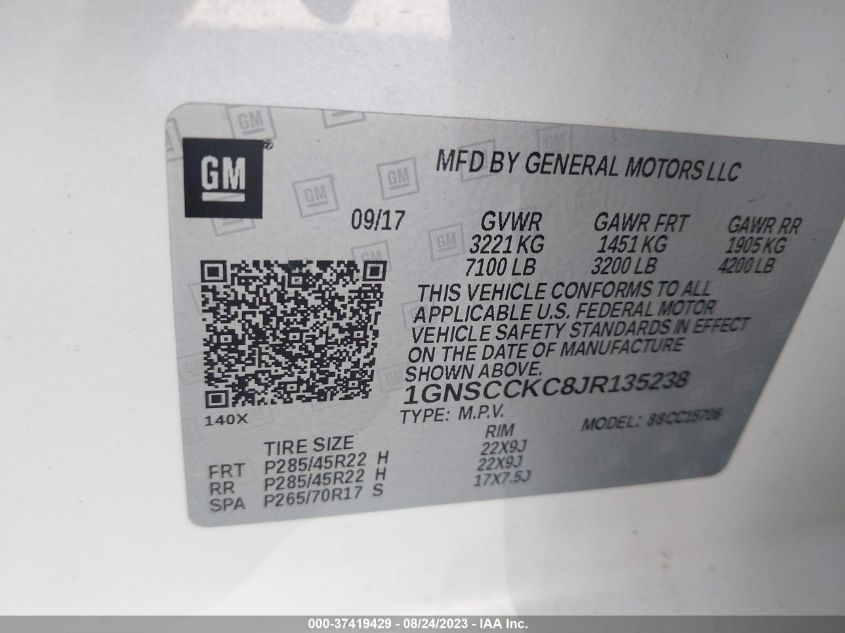 GM
MFD BY GENERAL MOTORS LLC
09/17 GVWR GAWR FRT GAWR RR
3221 KG 1451 KG 1905 KG
7100 LB 3200 LB 4200 LB
THIS VEHICLE CONFORMS TO ALL
APPLICABLE U.S. FEDERAL MOTOR
VEHICLE SAFETY STANDARDS IN EFFECT
ON THE DATE OF MANUFACTURE
SHOWN ABOVE.
1GNSCCKC8JR135238
140X
TYPE: M.P.V. MODEL:
TIRE SIZE RIM
FRT P285/45R22 H 22X9J
RR P285/45R22 H 22X9J
SPA P265/70R17 S 17X7.5J
000-37419429 - 08/24/2023 - IAA Inc.